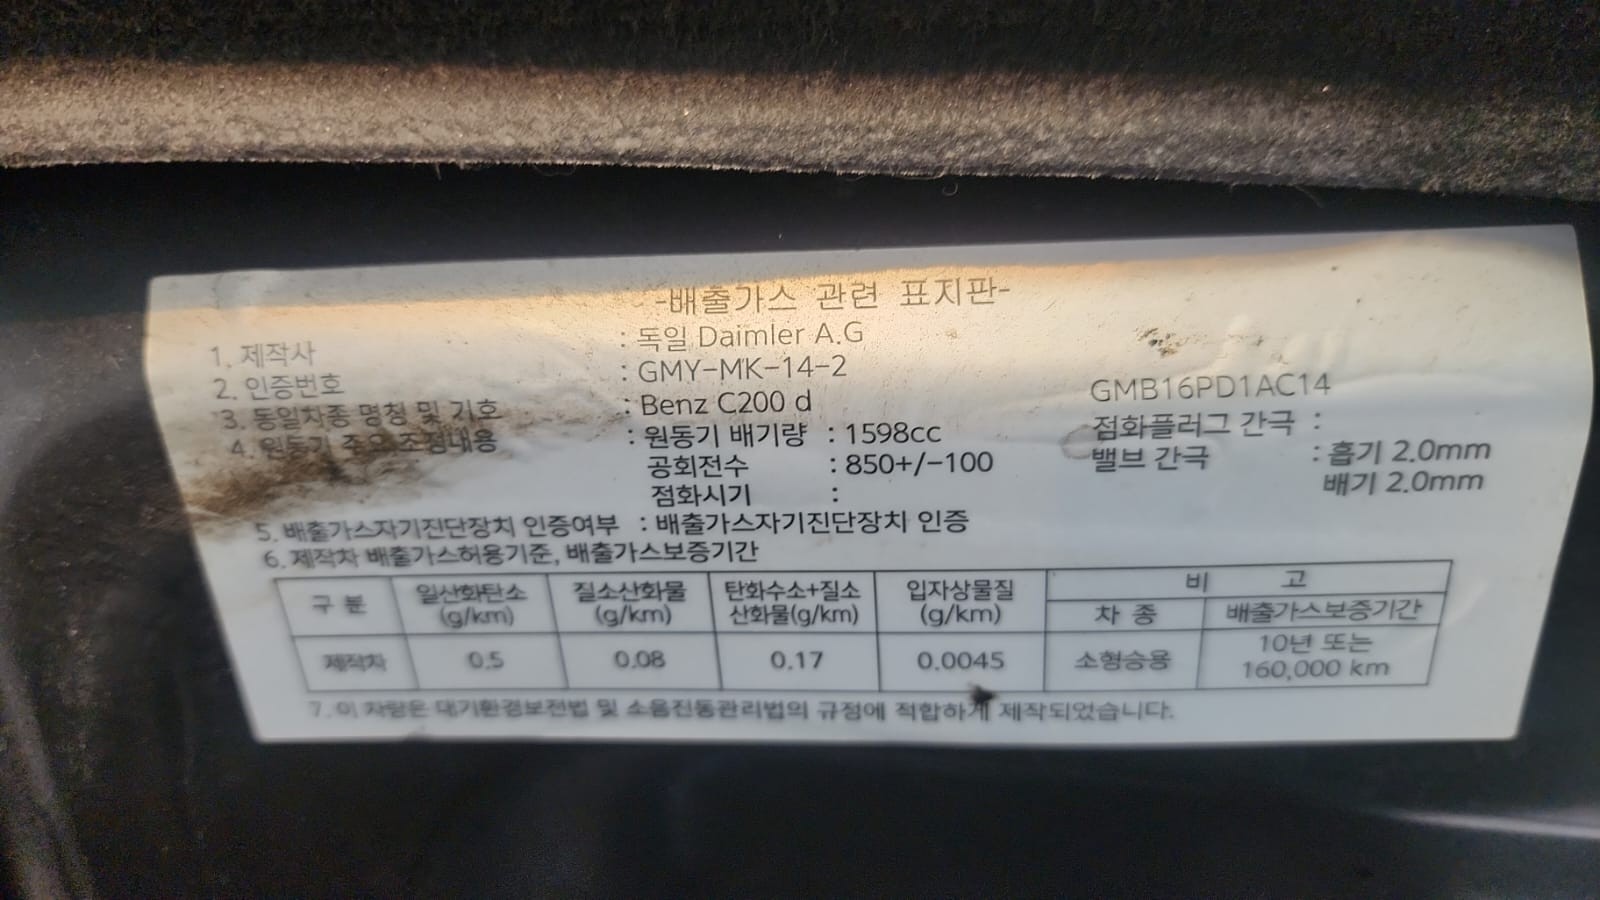 -배출가스 관련 표지판-
1. 제작사 : 독일 Daimler A.G
2. 인증번호 : GMY-MK-14-2
3. 동일차종 명칭 및 기호 : Benz C200 d GMB16PD1AC14
4. 원동기 주요 조정내용 : 원동기 배기량 : 1598cc 점화플러그 간극 :
공회전수 : 850+/-100 밸브 간극 : 흡기 2.0mm
점화시기 : 배기 2.0mm
5. 배출가스자기진단장치 인증여부 : 배출가스자기진단장치 인증
6. 제작차 배출가스허용기준, 배출가스보증기간
구 분 일산화탄소 (g/km) 질소산화물 (g/km) 탄화수소+질소산화물(g/km) 입자상물질 (g/km) 비 고
차 종 배출가스보증기간
제작차 0.5 0.08 0.17 0.0045 소형승용 10년 또는 160,000 km
7. 이 차량은 대기환경보전법 및 소음진동관리법의 규정에 적합하게 제작되었습니다.